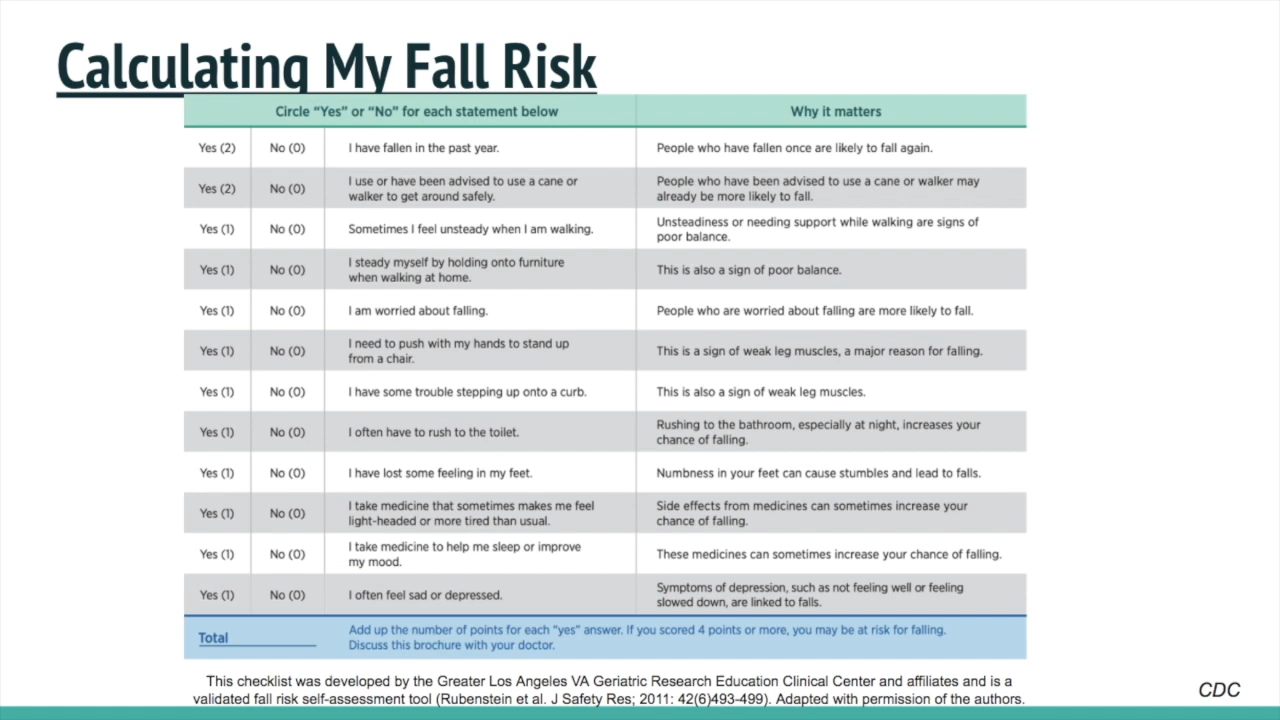 Calculating My Fall Risk
Circle “Yes” or “No” for each statement below
Why it matters
Yes (2)
No (0)
I have fallen in the past year.
People who have fallen once are likely to fall again.
Yes (2)
No (0)
I use or have been advised to use a cane or
walker to get around safely.
People who have been advised to use a cane or walker may
already be more likely to fall.
Yes (1)
No (0)
Sometimes I feel unsteady when I am walking.
Unsteadiness or needing support while walking are signs of
poor balance.
Yes (1)
No (0)
I steady myself by holding onto furniture
when walking at home.
This is also a sign of poor balance.
Yes (1)
No (0)
I am worried about falling.
People who are worried about falling are more likely to fall.
Yes (1)
No (0)
I need to push with my hands to stand up
from a chair.
This is a sign of weak leg muscles, a major reason for falling.
Yes (1)
No (0)
I have some trouble stepping up onto a curb.
This is also a sign of weak leg muscles.
Yes (1)
No (0)
I often have to rush to the toilet.
Rushing to the bathroom, especially at night, increases your
chance of falling.
Yes (1)
No (0)
I have lost some feeling in my feet.
Numbness in your feet can cause stumbles and lead to falls.
Yes (1)
No (0)
I take medicine that sometimes makes me feel
light-headed or more tired than usual.
Side effects from medicines can sometimes increase your
chance of falling.
Yes (1)
No (0)
I take medicine to help me sleep or improve
my mood.
These medicines can sometimes increase your chance of falling.
Yes (1)
No (0)
I often feel sad or depressed.
Symptoms of depression, such as not feeling well or feeling
slowed down, are linked to falls.
Total
Add up the number of points for each “yes” answer. If you scored 4 points or more, you may be at risk for falling.
Discuss this brochure with your doctor.
This checklist was developed by the Greater Los Angeles VA Geriatric Research Education Clinical Center and affiliates and is a
validated fall risk self-assessment tool (Rubenstein et al. J Safety Res; 2011: 42(6)493-499). Adapted with permission of the authors.
CDC